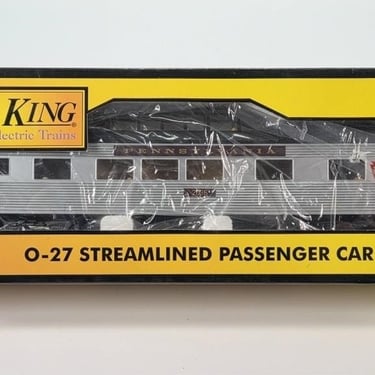 KING®
Electric Trains
PENNSYLVANIA
O-27 STREAMLINED PASSENGER CAR